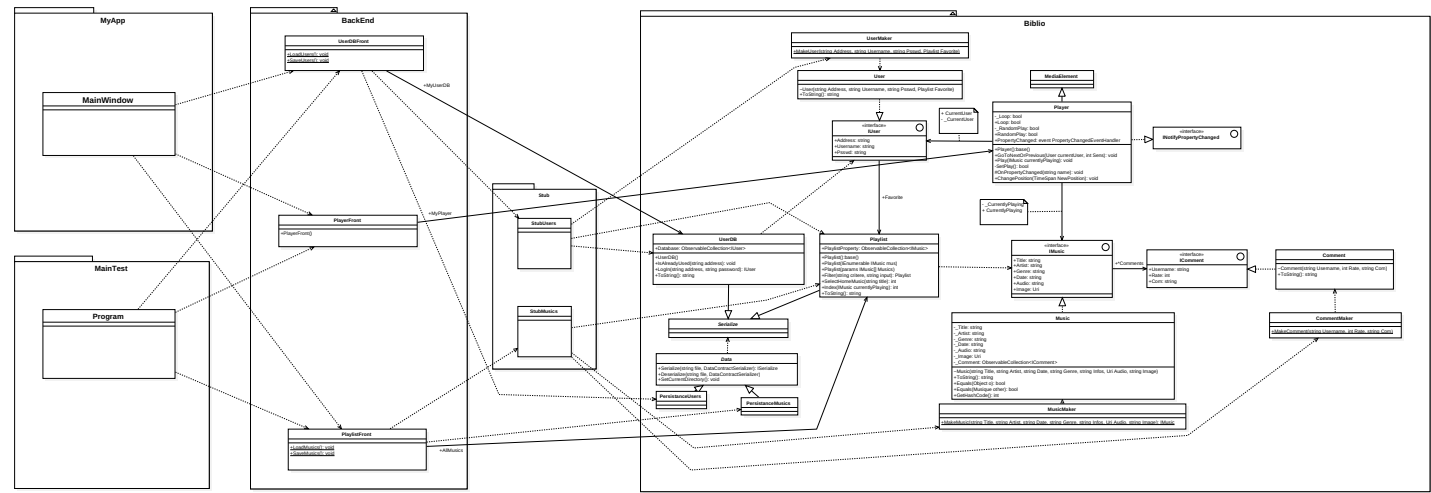 MyApp
MainWindow
MainTest
Program
BackEnd
UserDBFront
+LoadUsers(): void
+SaveUsers(): void
+MyUserDB
PlayerFront
+PlayerFront()
+MyPlayer
PlaylistFront
+LoadMusics(): void
+SaveMusics(): void
+AllMusics
Stub
StubUsers
StubMusics
Biblio
UserMaker
+MakeUser(string Address, string Username, string Psswd, Playlist Favorite)
User
~User(string Address, string Username, string Psswd, Playlist Favorite)
+ToString(): string
«interface»
IUser
+Address: string
+Username: string
+Psswd: string
+ CurrentUser
- _CurrentUser
+Favorite
MediaElement
Player
-_Loop: bool
+Loop: bool
-_RandomPlay: bool
+RandomPlay: bool
+PropertyChanged: event PropertyChangedEventHandler
+Player():base()
+GoToNextOnPrevious(User currentUser, int Sens): void
+Play(IMusic currentlyPlaying): void
-SetPlay(): bool
#OnPropertyChanged(string name): void
+ChangePosition(TimeSpan NewPosition): void
«interface»
INotifyPropertyChanged
- _CurrentlyPlaying
+ CurrentlyPlaying
UserDB
+Database: ObservableCollection<IUser>
+UserDB()
+IsAlreadyUsed(string address): void
+Login(string address, string password): IUser
+ToString(): string
Playlist
+PlaylistProperty: ObservableCollection<IMusic>
+Playlist():base()
+Playlist(IEnumerable IMusic mus)
+Playlist(params IMusic[] Musics)
+Filter(string critere, string input): Playlist
+SelectHomeMusic(string title): int
+Index(IMusic currentlyPlaying): int
+ToString(): string
«interface»
IMusic
+Title: string
+Artist: string
+Genre: string
+Date: string
+Audio: string
+Image: Uri
+*Comments
«interface»
IComment
+Username: string
+Rate: int
+Com: string
Comment
~Comment(string Username, int Rate, string Com)
+ToString(): string
CommentMaker
+MakeComment(string Username, int Rate, string Com)
Serialize
Data
+Serialize(string file, DataContractSerializer): ISerialize
+Deserialize(string file, DataContractSerializer)
+SetCurrentDirectory(): void
PersistanceUsers
PersistanceMusics
Music
-_Title: string
-_Artist: string
-_Genre: string
-_Date: string
-_Audio: string
-_Image: Uri
-_Comment: ObservableCollection<IComment>
~Music(string Title, string Artist, string Date, string Genre, string Infos, Uri Audio, string Image)
+ToString(): string
+Equals(Object o): bool
+Equals(Musique other): bool
+GetHashCode(): int
MusicMaker
+MakeMusic(string Title, string Artist, string Date, string Genre, string Infos, Uri Audio, string Image): IMusic